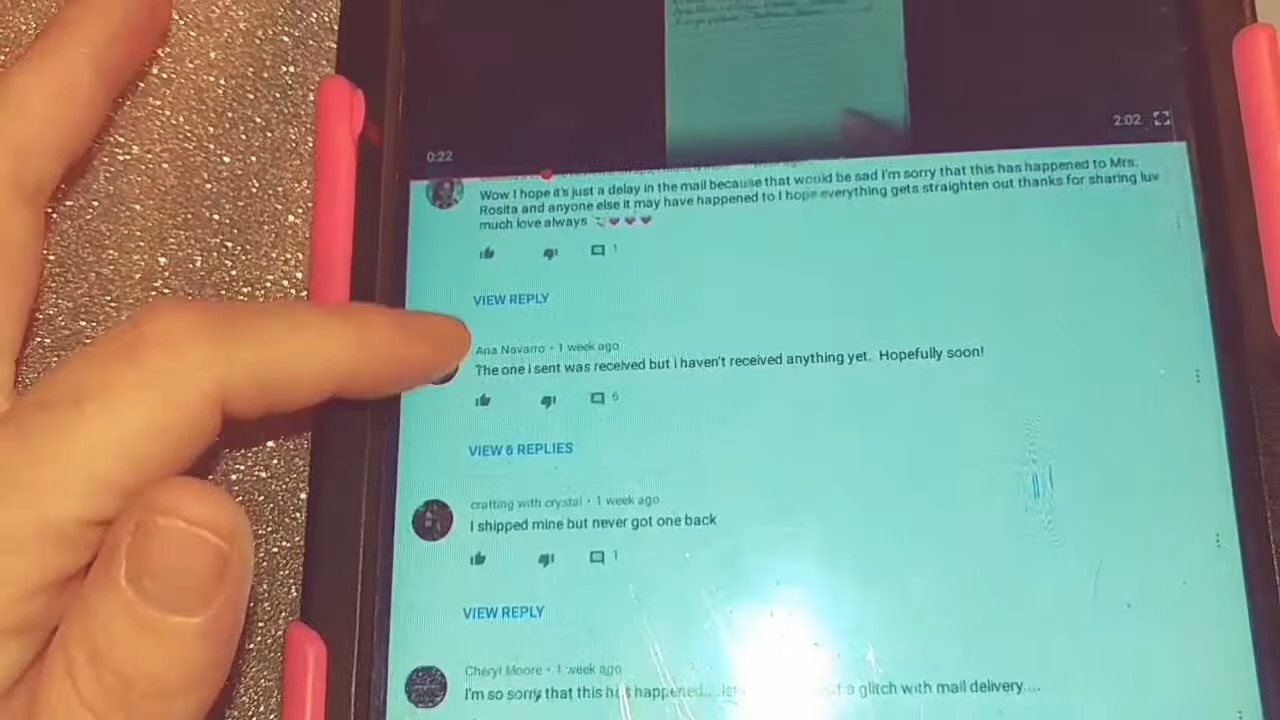 0:22
2:02
Wow I hope it's just a delay in the mail because that would be sad I'm sorry that this has happened to Mrs.
Rosita and anyone else it may have happened to I hope everything gets straighten out thanks for sharing luv
much love always
1
VIEW REPLY
Ana Navarro • 1 week ago
The one i sent was received but i haven't received anything yet. Hopefully soon!
6
VIEW 6 REPLIES
crafting with crystal • 1 week ago
I shipped mine but never got one back
1
VIEW REPLY
Cheryl Moore • 1 week ago
I'm so sorry that this has happened... a glitch with mail delivery....